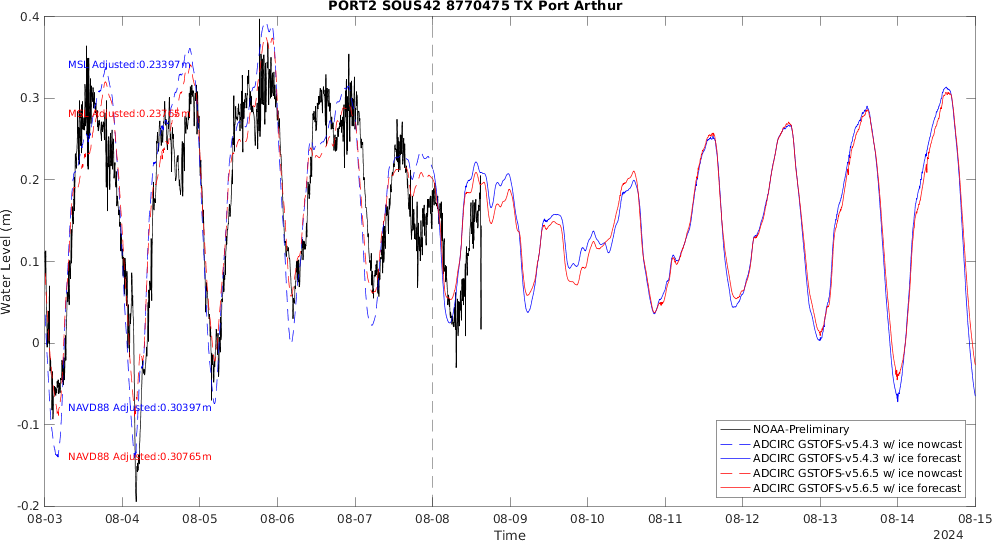 PORT2 SOUS42 8770475 TX Port Arthur
0.4
0.3
0.2
0.1
0
-0.1
-0.2
Water Level (m)
MSL Adjusted:0.23397m
MSL Adjusted:0.23765m
NAVD88 Adjusted:0.30397m
NAVD88 Adjusted:0.30765m
NOAA-Preliminary
ADCIRC GSTOFS-v5.4.3 w/ ice nowcast
ADCIRC GSTOFS-v5.4.3 w/ ice forecast
ADCIRC GSTOFS-v5.6.5 w/ ice nowcast
ADCIRC GSTOFS-v5.6.5 w/ ice forecast
08-03 08-04 08-05 08-06 08-07 08-08 08-09 08-10 08-11 08-12 08-13 08-14 08-15
Time
2024